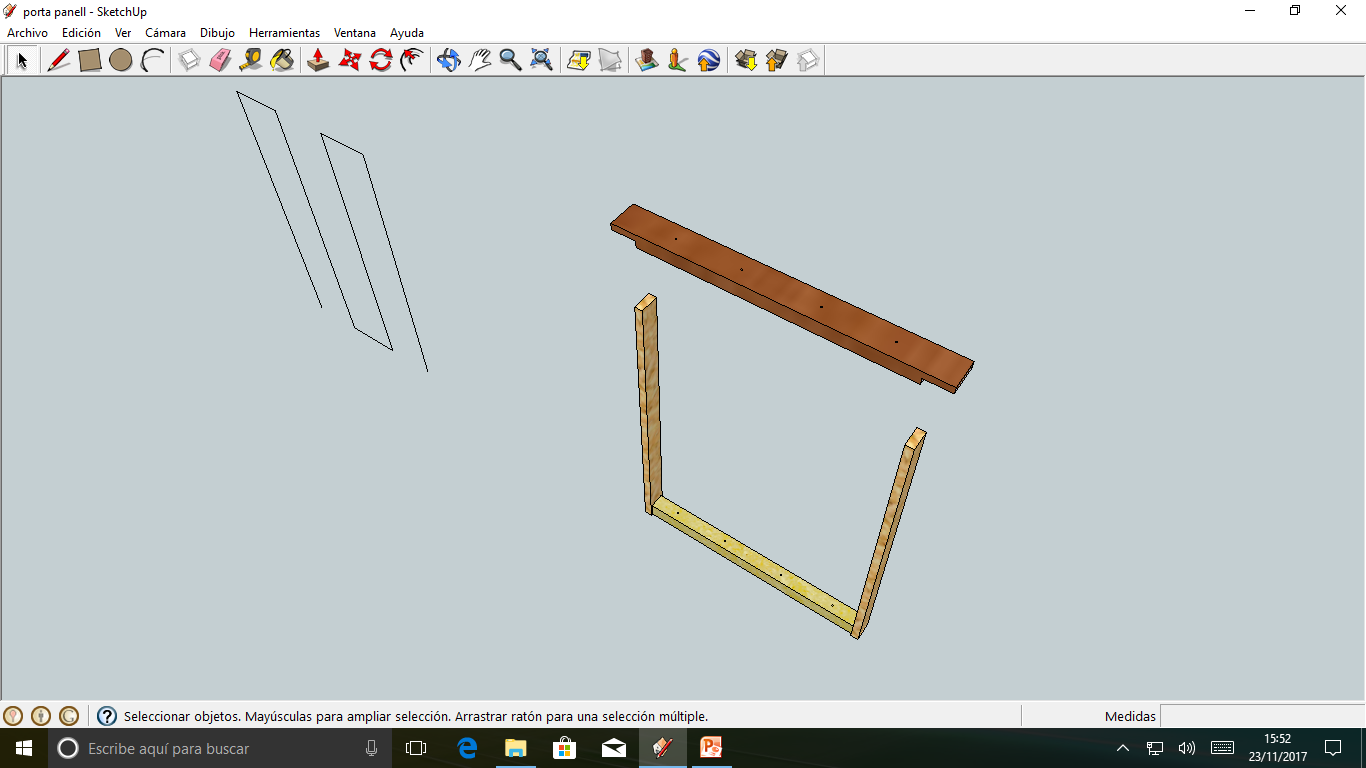 porta panell - SketchUp
Archivo Edición Ver Cámara Dibujo Herramientas Ventana Ayuda
Seleccionar objetos. Mayúsculas para ampliar selección. Arrastrar ratón para una selección múltiple.
Medidas
Escribe aquí para buscar
15:52
23/11/2017